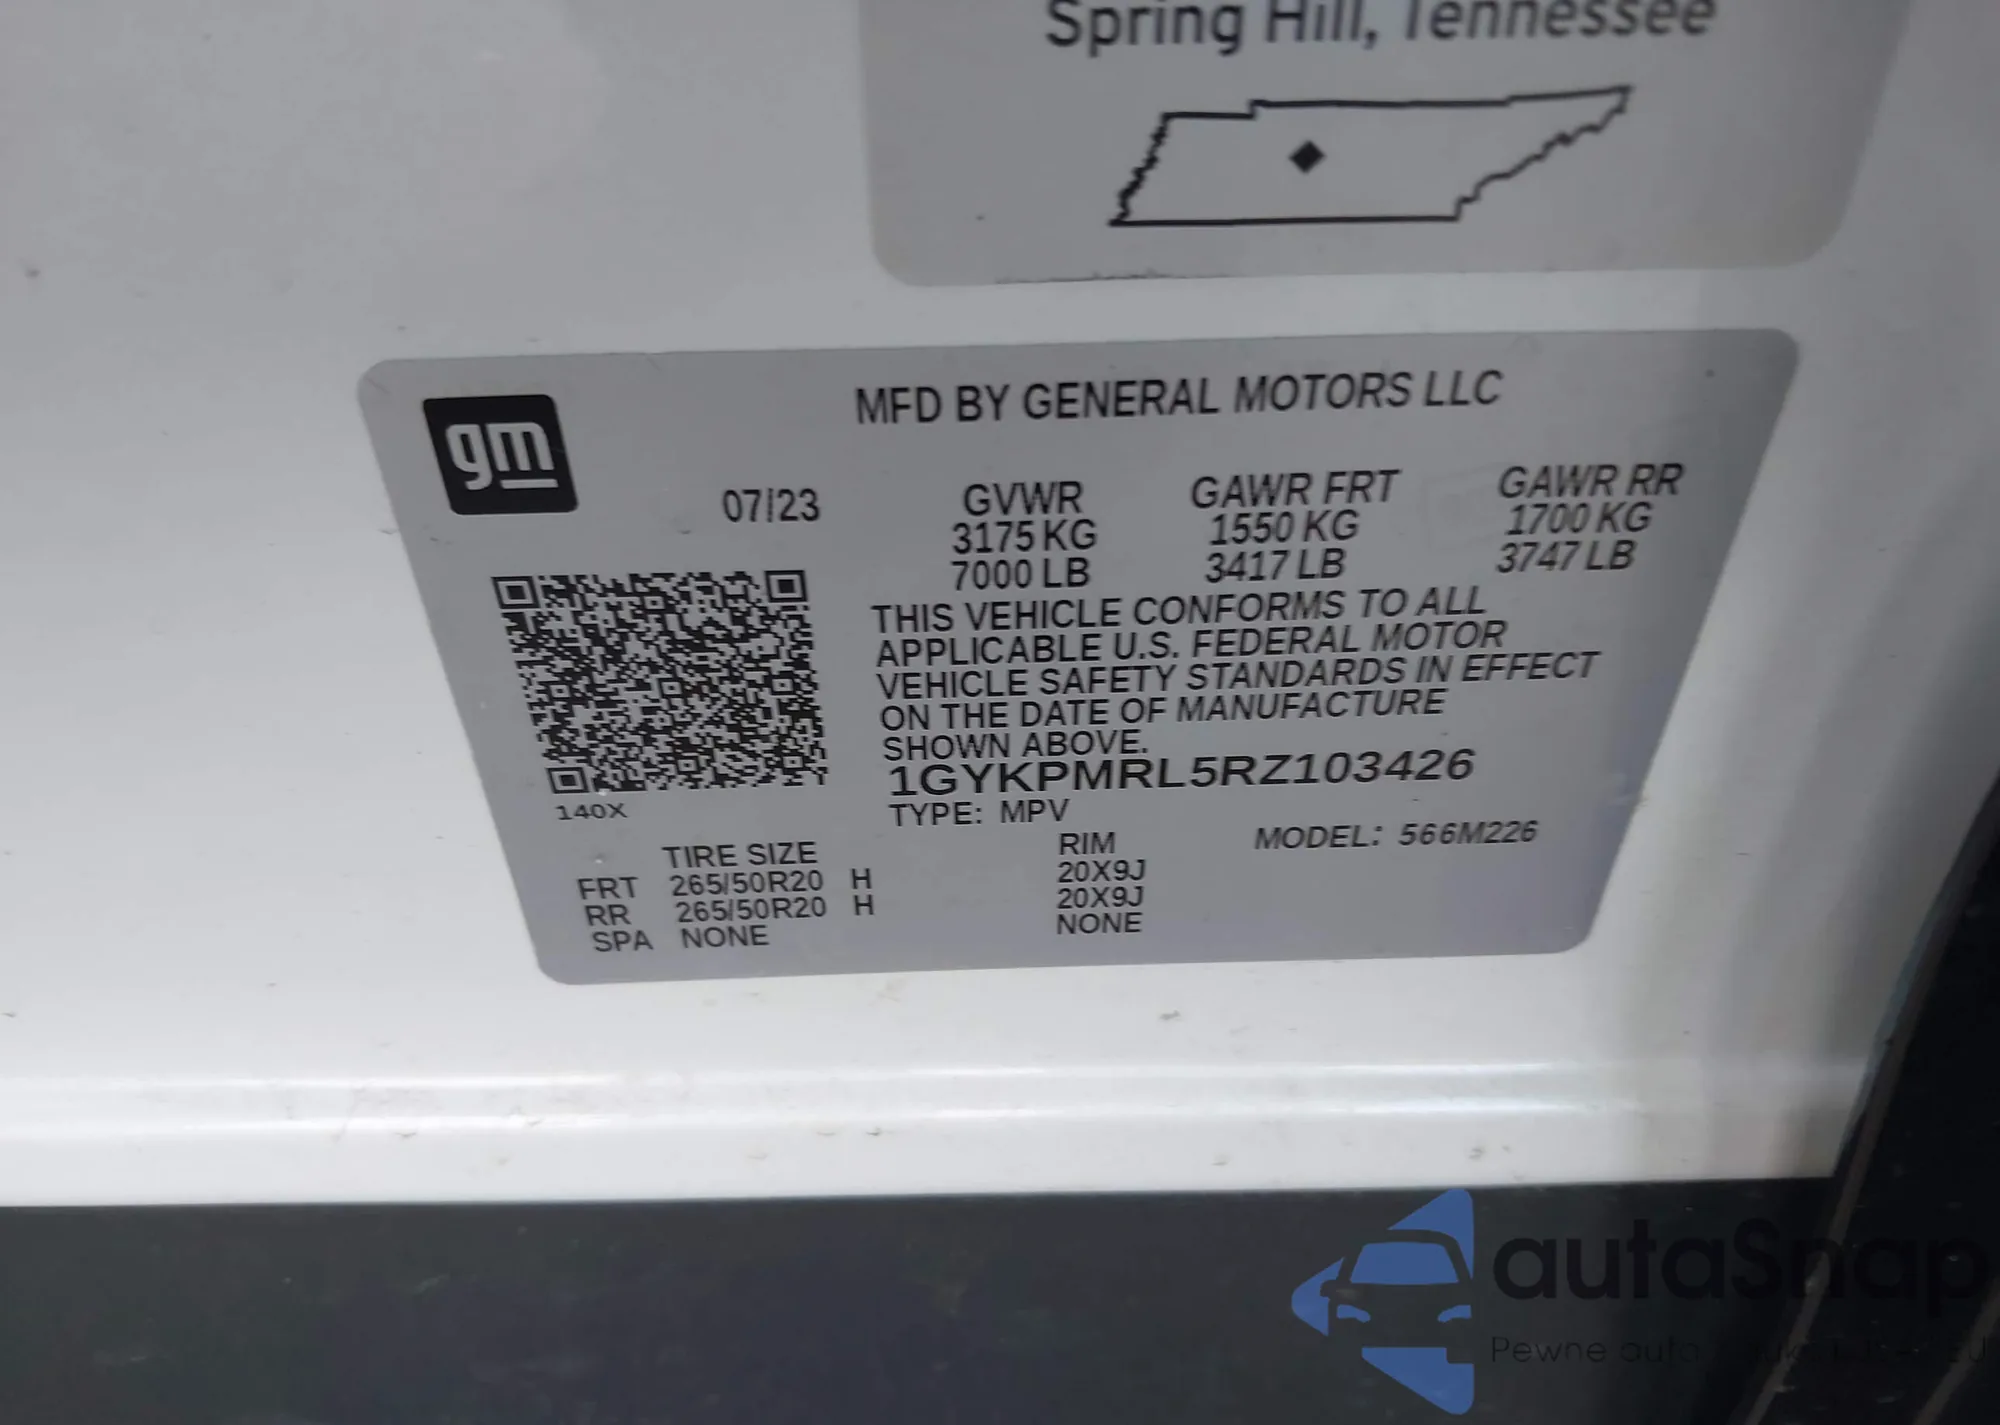 Spring Hill, Tennessee
gm
MFD BY GENERAL MOTORS LLC
07/23
GVWR GAWR FRT GAWR RR
3175 KG 1550 KG 1700 KG
7000 LB 3417 LB 3747 LB
THIS VEHICLE CONFORMS TO ALL
APPLICABLE U.S. FEDERAL MOTOR
VEHICLE SAFETY STANDARDS IN EFFECT
ON THE DATE OF MANUFACTURE
SHOWN ABOVE.
1GYKPMRL5RZ103426
140X
TYPE: MPV
MODEL: 566M226
TIRE SIZE RIM
FRT 265/50R20 H 20X9J
RR 265/50R20 H 20X9J
SPA NONE NONE
autaSnap
Pewne auto